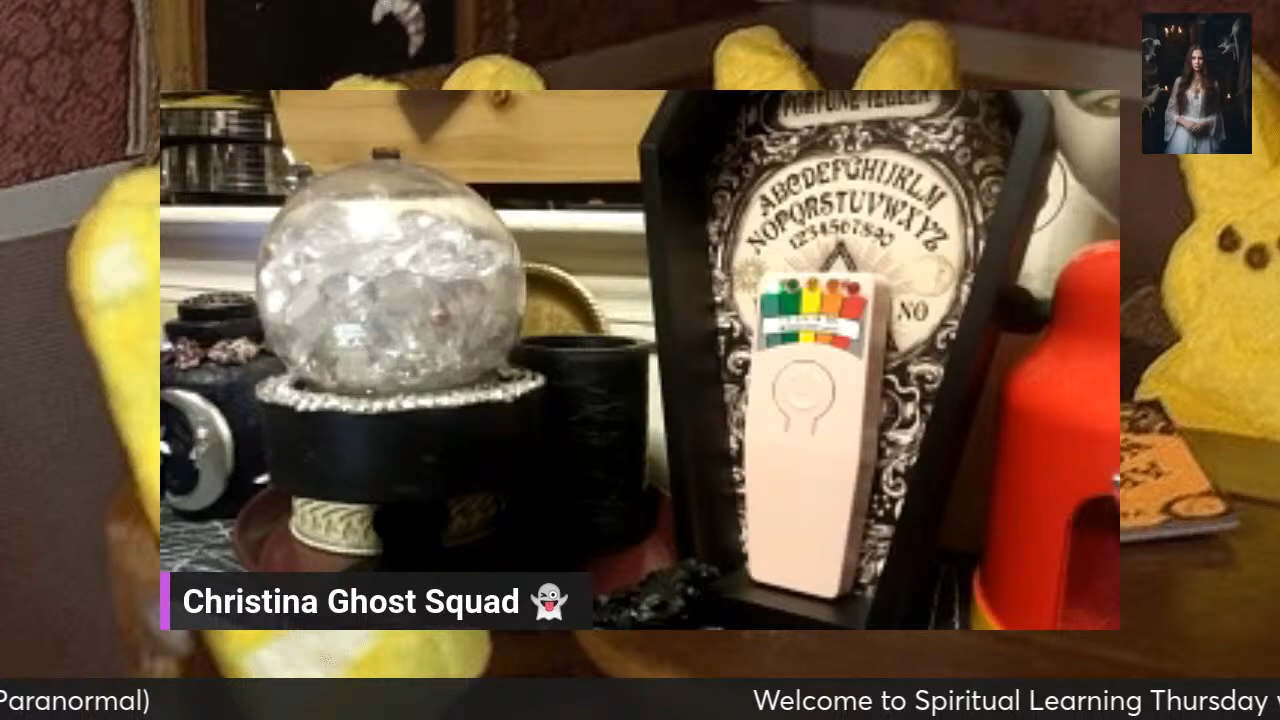 FORTUNE TELLER
ABCDEFGHIJKLM
NOPQRSTUVWXYZ
1234567890
NO
Christina Ghost Squad 👻
Paranormal)
Welcome to Spiritual Learning Thursday